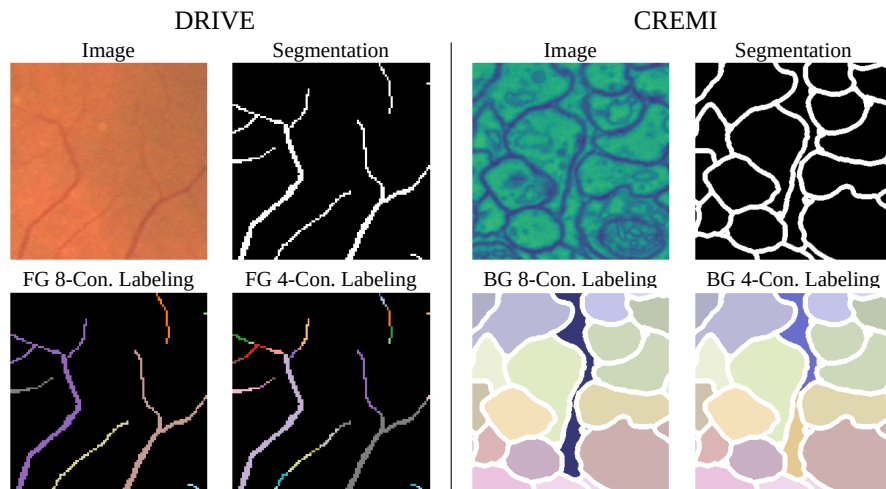 DRIVE
CREMI
Image
Segmentation
Image
Segmentation
FG 8-Con. Labeling
FG 4-Con. Labeling
BG 8-Con. Labeling
BG 4-Con. Labeling